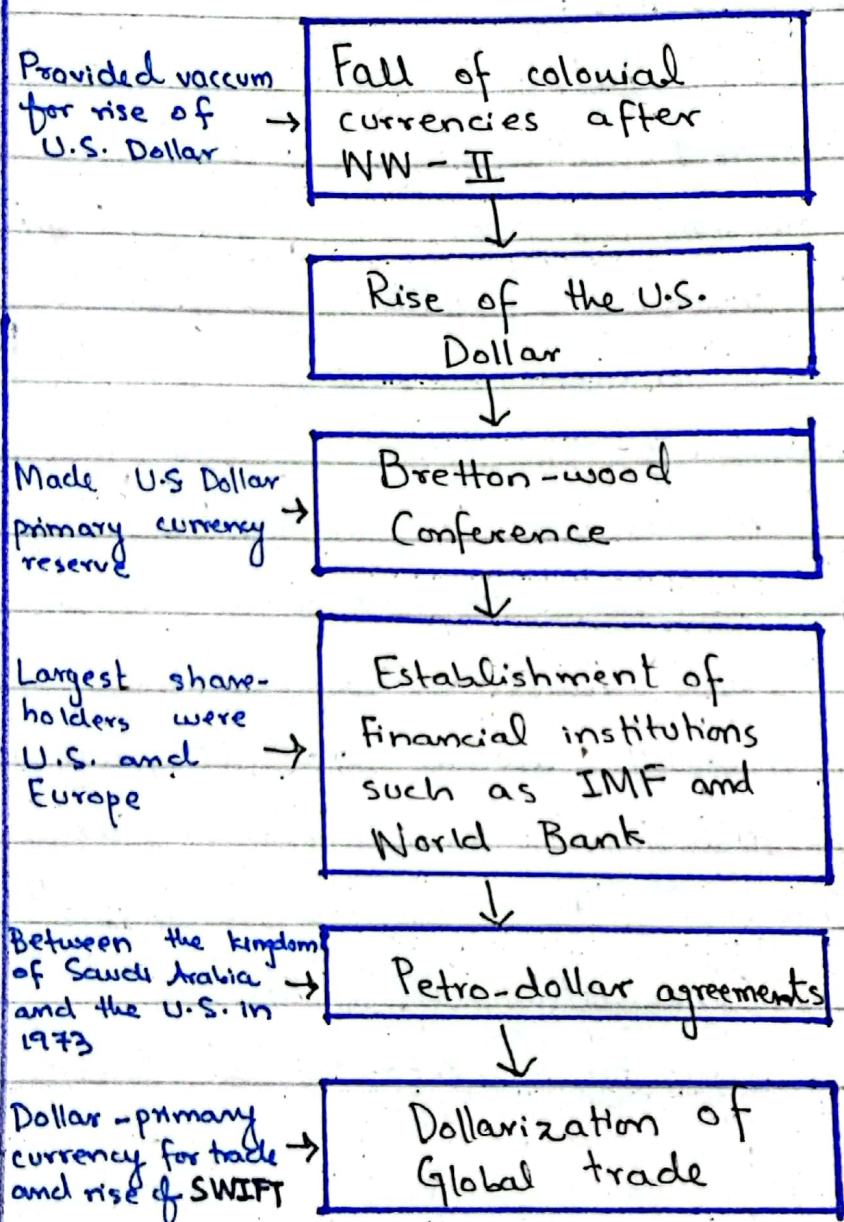 Provided vaccum
for rise of
U.S. Dollar
Fall of colonial
currencies after
WW - II
Rise of the U.S.
Dollar
Made U.S Dollar
primary currency
reserve
Bretton-wood
Conference
Largest share-
holders were
U.S. and
Europe
Establishment of
financial institutions
such as IMF and
World Bank
Between the kingdom
of Saudi Arabia
and the U.S. in
1973
Petro-dollar agreements
Dollar - primary
currency for trade
and rise of SWIFT
Dollarization of
Global trade